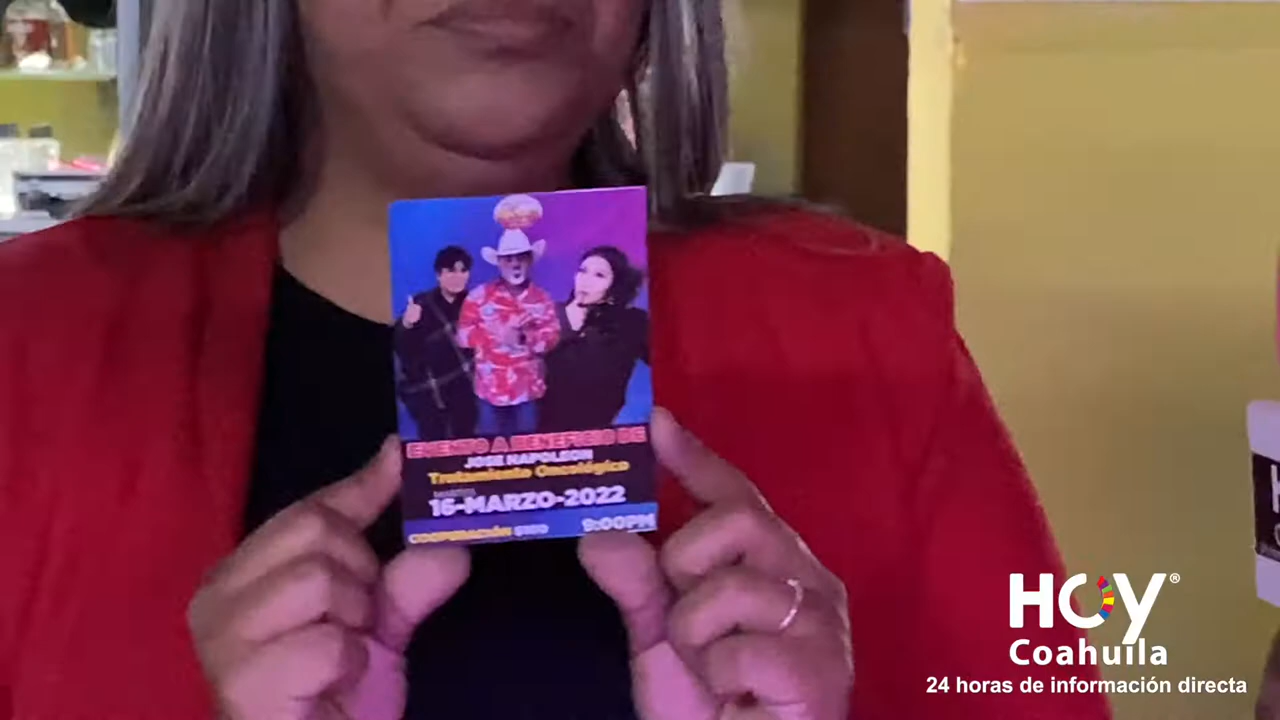 EVENTO A BENEFICIO DE
JOSE NAPOLEON
Tratamiento Oncológico
16-MARZO-2022
COOPERACIÓN
9:00PM
HOY®
Coahuila
24 horas de información directa